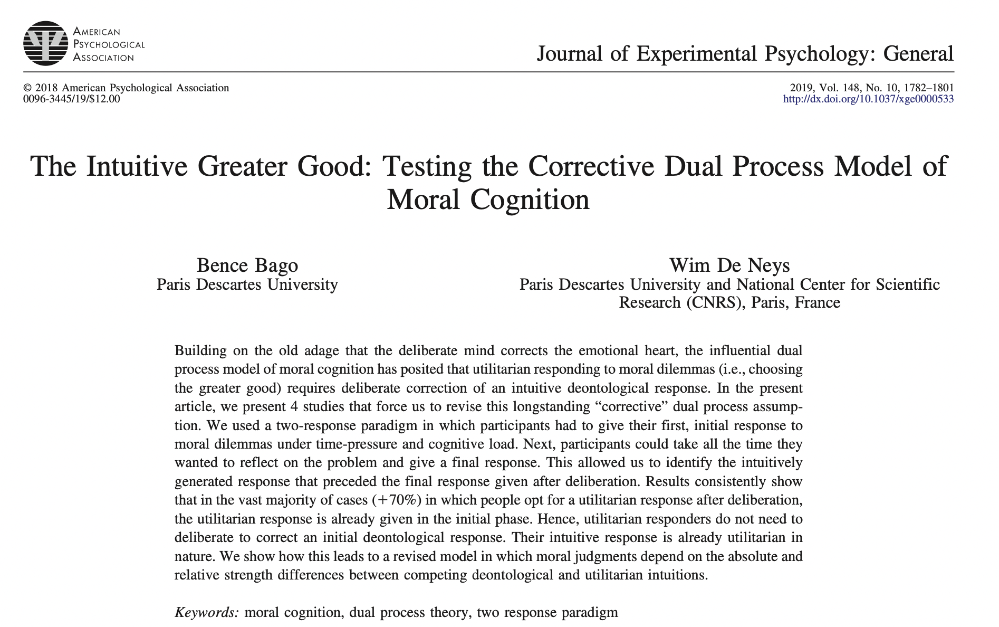 AMERICAN
PSYCHOLOGICAL
ASSOCIATION
Journal of Experimental Psychology: General
© 2018 American Psychological Association
0096-3445/19/$12.00
2019, Vol. 148, No. 10, 1782–1801
http://dx.doi.org/10.1037/xge0000533
The Intuitive Greater Good: Testing the Corrective Dual Process Model of
Moral Cognition
Bence Bago
Paris Descartes University
Wim De Neys
Paris Descartes University and National Center for Scientific
Research (CNRS), Paris, France
Building on the old adage that the deliberate mind corrects the emotional heart, the influential dual
process model of moral cognition has posited that utilitarian responding to moral dilemmas (i.e., choosing
the greater good) requires deliberate correction of an intuitive deontological response. In the present
article, we present 4 studies that force us to revise this longstanding “corrective” dual process assump-
tion. We used a two-response paradigm in which participants had to give their first, initial response to
moral dilemmas under time-pressure and cognitive load. Next, participants could take all the time they
wanted to reflect on the problem and give a final response. This allowed us to identify the intuitively
generated response that preceded the final response given after deliberation. Results consistently show
that in the vast majority of cases (+70%) in which people opt for a utilitarian response after deliberation,
the utilitarian response is already given in the initial phase. Hence, utilitarian responders do not need to
deliberate to correct an initial deontological response. Their intuitive response is already utilitarian in
nature. We show how this leads to a revised model in which moral judgments depend on the absolute and
relative strength differences between competing deontological and utilitarian intuitions.
Keywords: moral cognition, dual process theory, two response paradigm